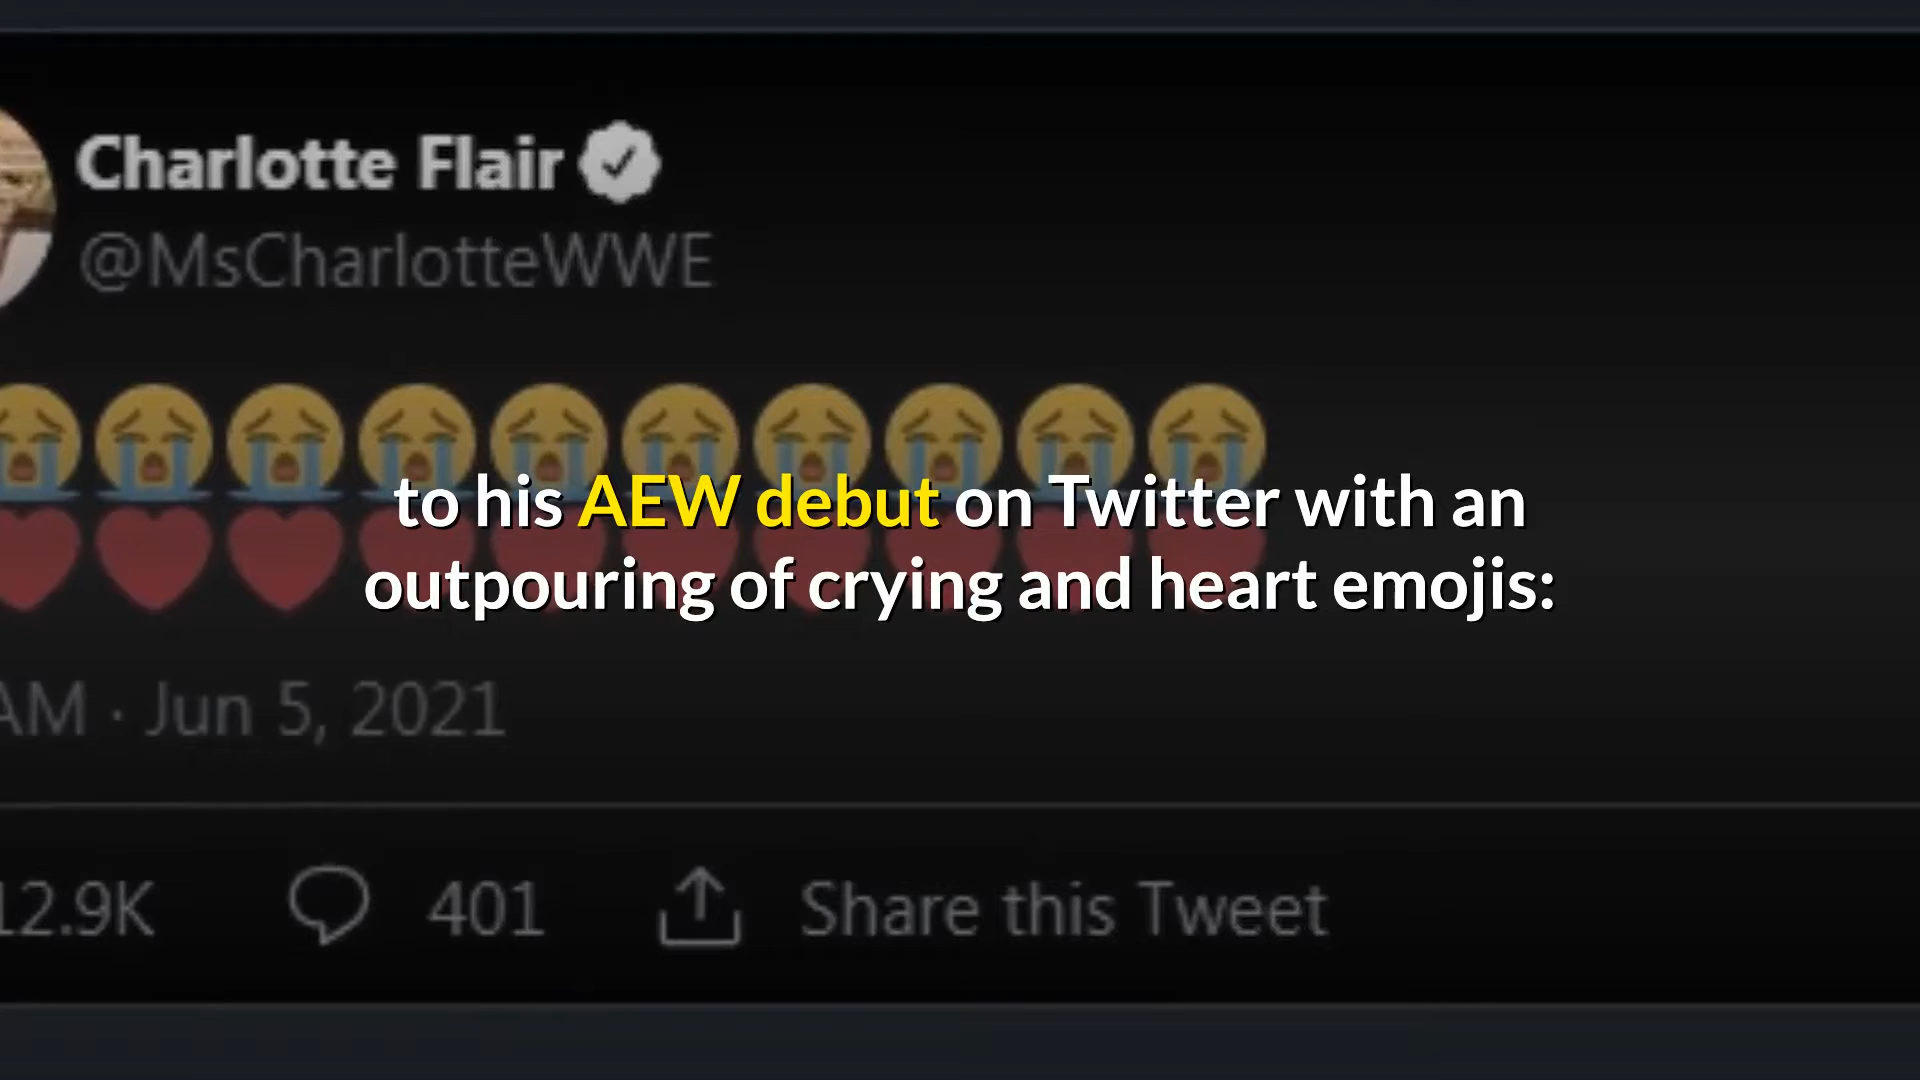 Charlotte Flair
@MsCharlotteWWE
to his AEW debut on Twitter with an
outpouring of crying and heart emojis:
AM · Jun 5, 2021
12.9K 401 Share this Tweet